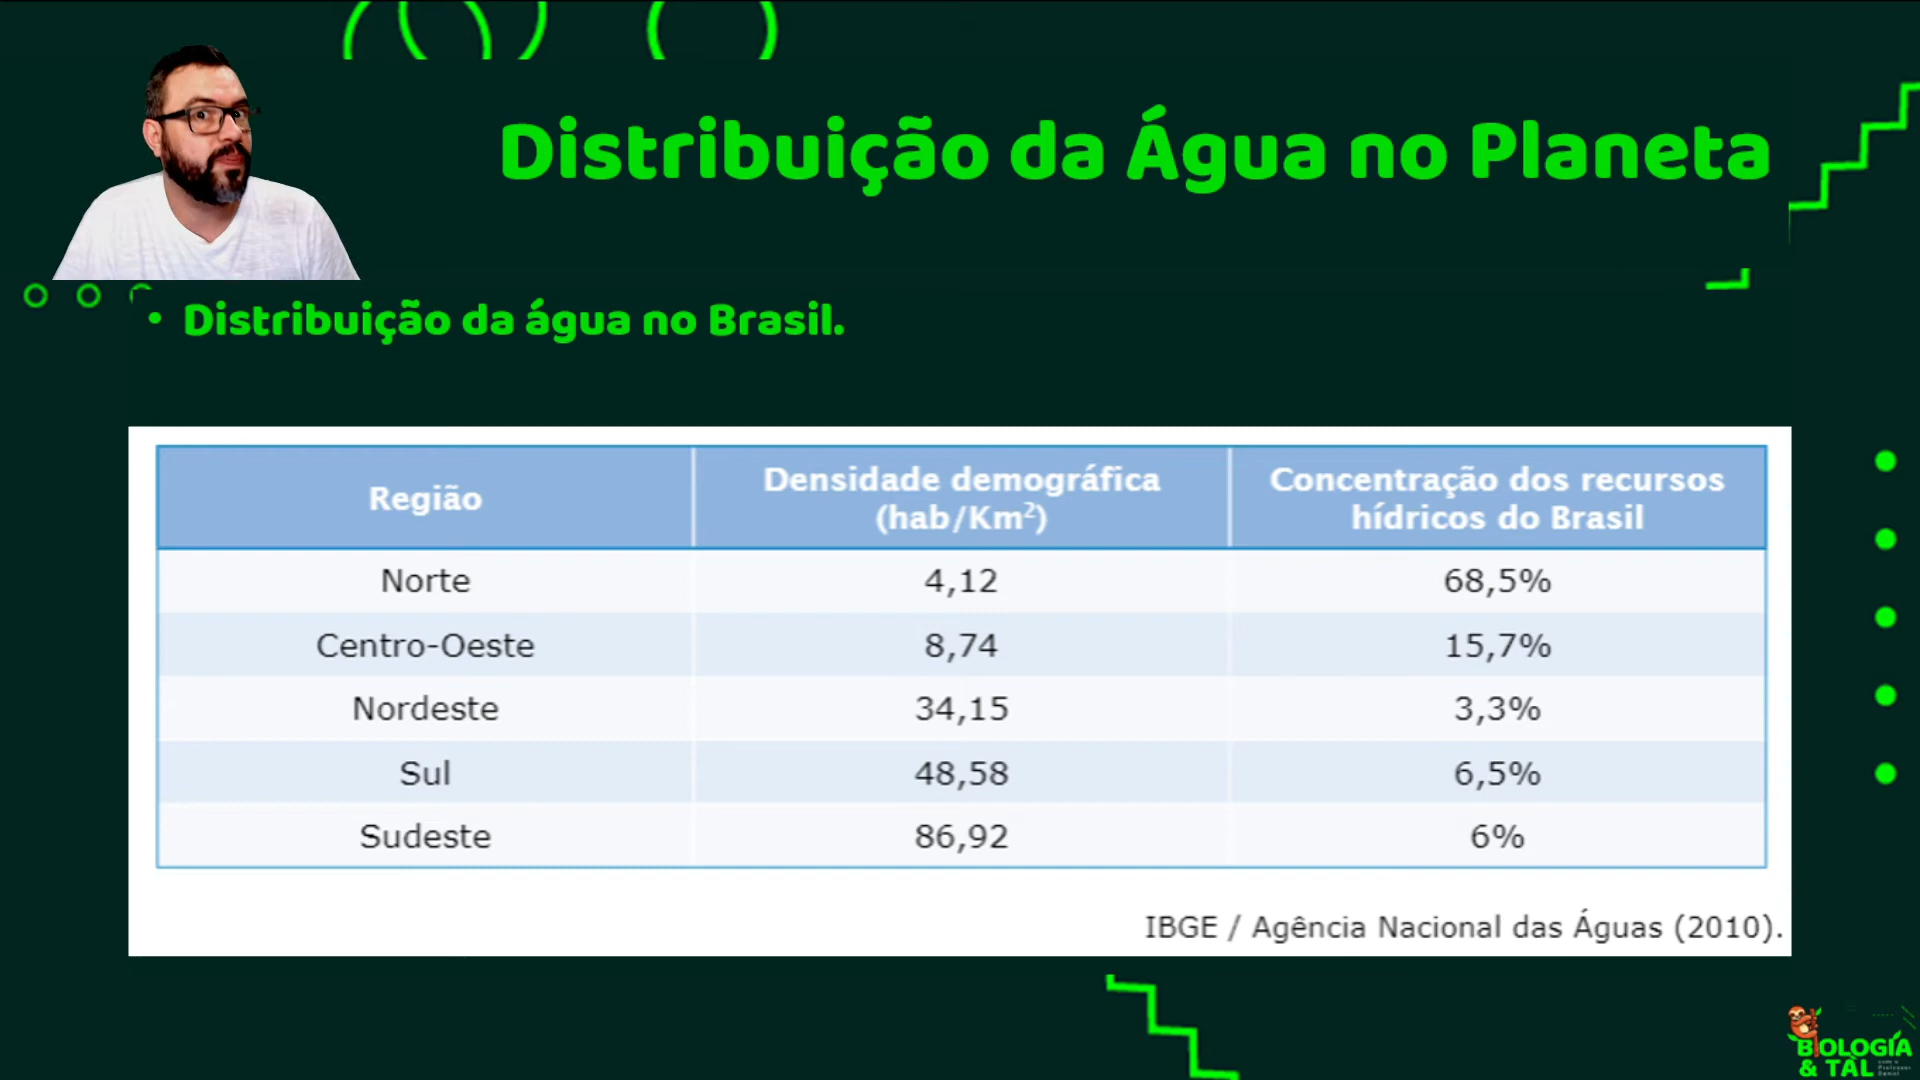 Distribuição da Água no Planeta
• Distribuição da água no Brasil.
Região Densidade demográfica (hab/Km²) Concentração dos recursos hídricos do Brasil
Norte 4,12 68,5%
Centro-Oeste 8,74 15,7%
Nordeste 34,15 3,3%
Sul 48,58 6,5%
Sudeste 86,92 6%
IBGE / Agência Nacional das Águas (2010).
BIOLOGIA
& TAL